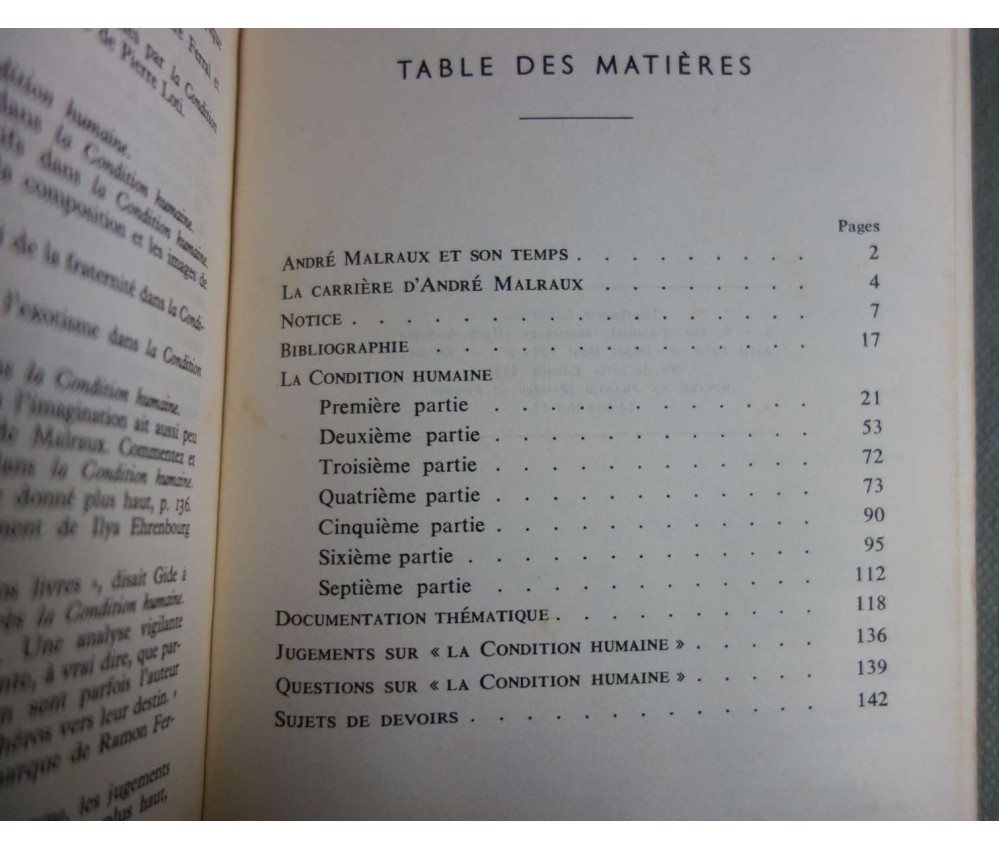 par la Condition
de Pierre Loti.
humaine.
dans la Condition humaine.
dans la Condition humaine.
composition et les images de
de la fraternité dans la Condi-
l'exotisme dans la Condition
la Condition humaine.
l'imagination ait aussi peu
de Malraux. Commentez et
dans la Condition humaine.
donné plus haut, p. 136.
de Ilya Ehrenbourg
livres », disait Gide à
la Condition humaine.
Une analyse vigilante
à vrai dire, que par-
sont parfois l'auteur
héros vers leur destin. »
de Ramon Fer-
les jugements
plus haut,
TABLE DES MATIÈRES
Pages
ANDRÉ MALRAUX ET SON TEMPS . . . . . . . . . 2
LA CARRIÈRE D'ANDRÉ MALRAUX . . . . . . . . 4
NOTICE . . . . . . . . . . . . . . . . . 7
BIBLIOGRAPHIE . . . . . . . . . . . . . . 17
LA CONDITION HUMAINE
Première partie . . . . . . . . . . . . 21
Deuxième partie . . . . . . . . . . . . 53
Troisième partie . . . . . . . . . . . . 72
Quatrième partie . . . . . . . . . . . . 73
Cinquième partie . . . . . . . . . . . . 90
Sixième partie . . . . . . . . . . . . . 95
Septième partie . . . . . . . . . . . . 112
DOCUMENTATION THÉMATIQUE . . . . . . . . . . 118
JUGEMENTS SUR « LA CONDITION HUMAINE » . . . . . 136
QUESTIONS SUR « LA CONDITION HUMAINE » . . . . . 139
SUJETS DE DEVOIRS . . . . . . . . . . . . . 142